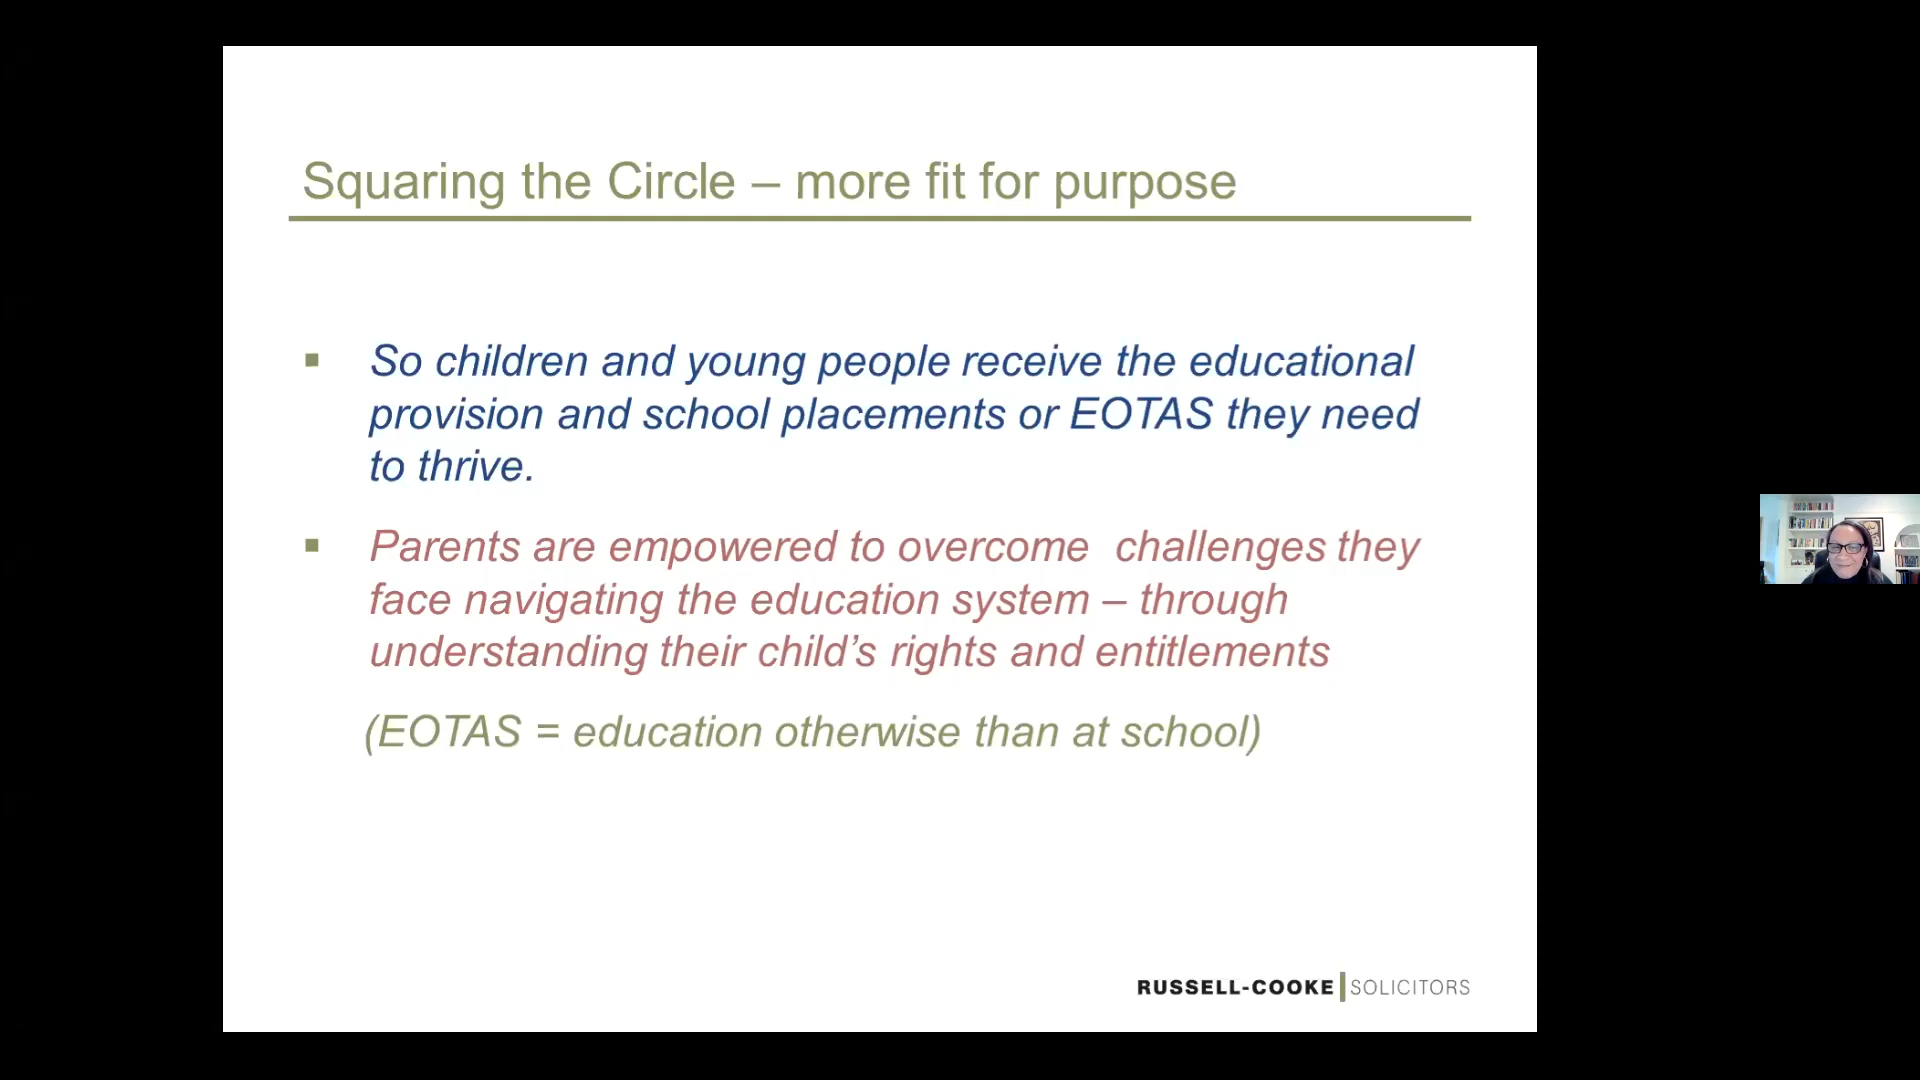 Squaring the Circle – more fit for purpose
▪ So children and young people receive the educational
provision and school placements or EOTAS they need
to thrive.
▪ Parents are empowered to overcome  challenges they
face navigating the education system – through
understanding their child’s rights and entitlements
(EOTAS = education otherwise than at school)
RUSSELL-COOKE | SOLICITORS